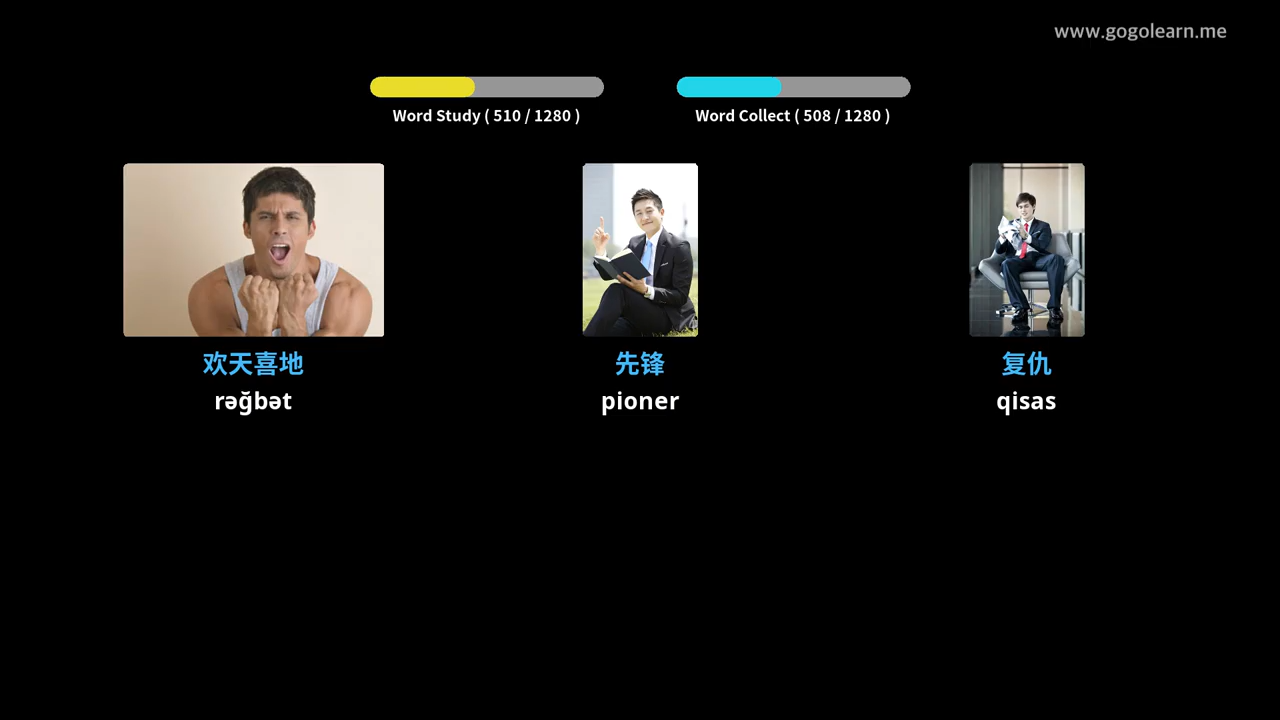 www.gogolearn.me
Word Study ( 510 / 1280 )
Word Collect ( 508 / 1280 )
欢天喜地
rəğbət
先锋
pioner
复仇
qisas